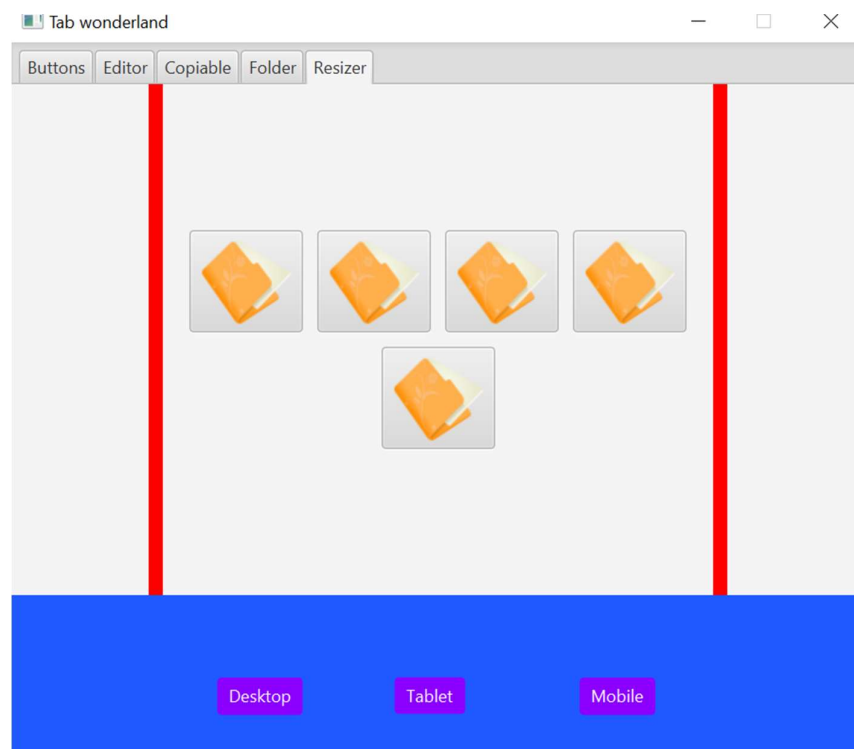 Tab wonderland
Buttons Editor Copiable Folder Resizer
Desktop Tablet Mobile